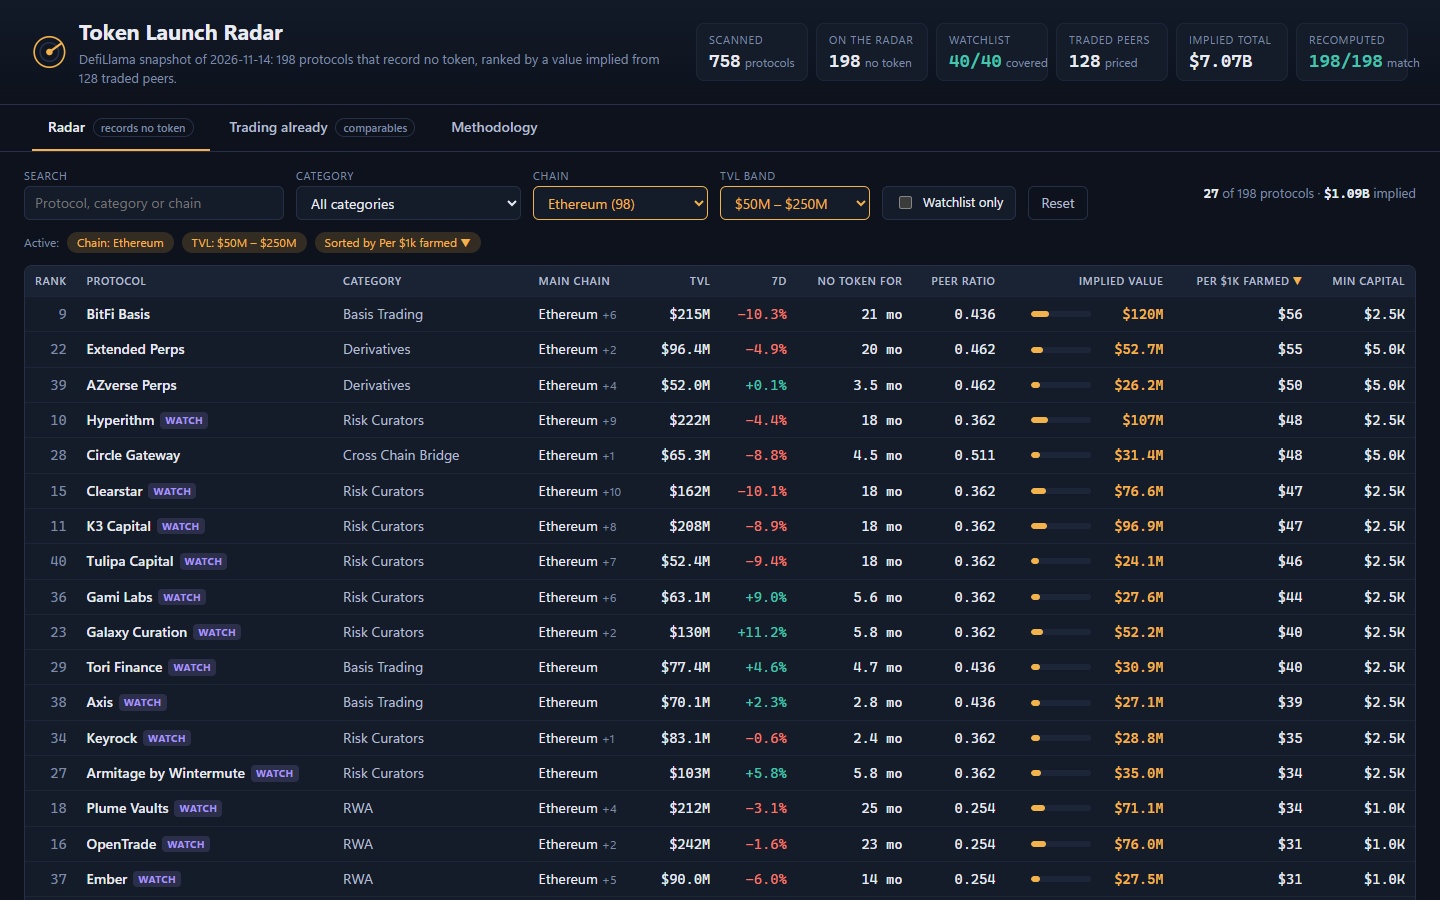 Token Launch Radar
DefiLlama snapshot of 2026-11-14: 198 protocols that record no token, ranked by a value implied from
128 traded peers.
SCANNED
758 protocols
ON THE RADAR
198 no token
WATCHLIST
40/40 covered
TRADED PEERS
128 priced
IMPLIED TOTAL
$7.07B
RECOMPUTED
198/198 match
Radar records no token Trading already comparables Methodology
SEARCH CATEGORY CHAIN TVL BAND
Protocol, category or chain All categories Ethereum (98) $50M – $250M Watchlist only Reset
27 of 198 protocols · $1.09B implied
Active: Chain: Ethereum TVL: $50M – $250M Sorted by Per $1k farmed ▼
RANK PROTOCOL CATEGORY MAIN CHAIN TVL 7D NO TOKEN FOR PEER RATIO IMPLIED VALUE PER $1K FARMED ▼ MIN CAPITAL
9 BitFi Basis Basis Trading Ethereum +6 $215M −10.3% 21 mo 0.436 $120M $56 $2.5K
22 Extended Perps Derivatives Ethereum +2 $96.4M −4.9% 20 mo 0.462 $52.7M $55 $5.0K
39 AZverse Perps Derivatives Ethereum +4 $52.0M +0.1% 3.5 mo 0.462 $26.2M $50 $5.0K
10 Hyperithm WATCH Risk Curators Ethereum +9 $222M −4.4% 18 mo 0.362 $107M $48 $2.5K
28 Circle Gateway Cross Chain Bridge Ethereum +1 $65.3M −8.8% 4.5 mo 0.511 $31.4M $48 $5.0K
15 Clearstar WATCH Risk Curators Ethereum +10 $162M −10.1% 18 mo 0.362 $76.6M $47 $2.5K
11 K3 Capital WATCH Risk Curators Ethereum +8 $208M −8.9% 18 mo 0.362 $96.9M $47 $2.5K
40 Tulipa Capital WATCH Risk Curators Ethereum +7 $52.4M −9.4% 18 mo 0.362 $24.1M $46 $2.5K
36 Gami Labs WATCH Risk Curators Ethereum +6 $63.1M +9.0% 5.6 mo 0.362 $27.6M $44 $2.5K
23 Galaxy Curation WATCH Risk Curators Ethereum +2 $130M +11.2% 5.8 mo 0.362 $52.2M $40 $2.5K
29 Tori Finance WATCH Basis Trading Ethereum $77.4M +4.6% 4.7 mo 0.436 $30.9M $40 $2.5K
38 Axis WATCH Basis Trading Ethereum $70.1M +2.3% 2.8 mo 0.436 $27.1M $39 $2.5K
34 Keyrock WATCH Risk Curators Ethereum +1 $83.1M −0.6% 2.4 mo 0.362 $28.8M $35 $2.5K
27 Armitage by Wintermute WATCH Risk Curators Ethereum $103M +5.8% 5.8 mo 0.362 $35.0M $34 $2.5K
18 Plume Vaults WATCH RWA Ethereum +4 $212M −3.1% 25 mo 0.254 $71.1M $34 $1.0K
16 OpenTrade WATCH RWA Ethereum +2 $242M −1.6% 23 mo 0.254 $76.0M $31 $1.0K
37 Ember WATCH RWA Ethereum +5 $90.0M −6.0% 14 mo 0.254 $27.5M $31 $1.0K